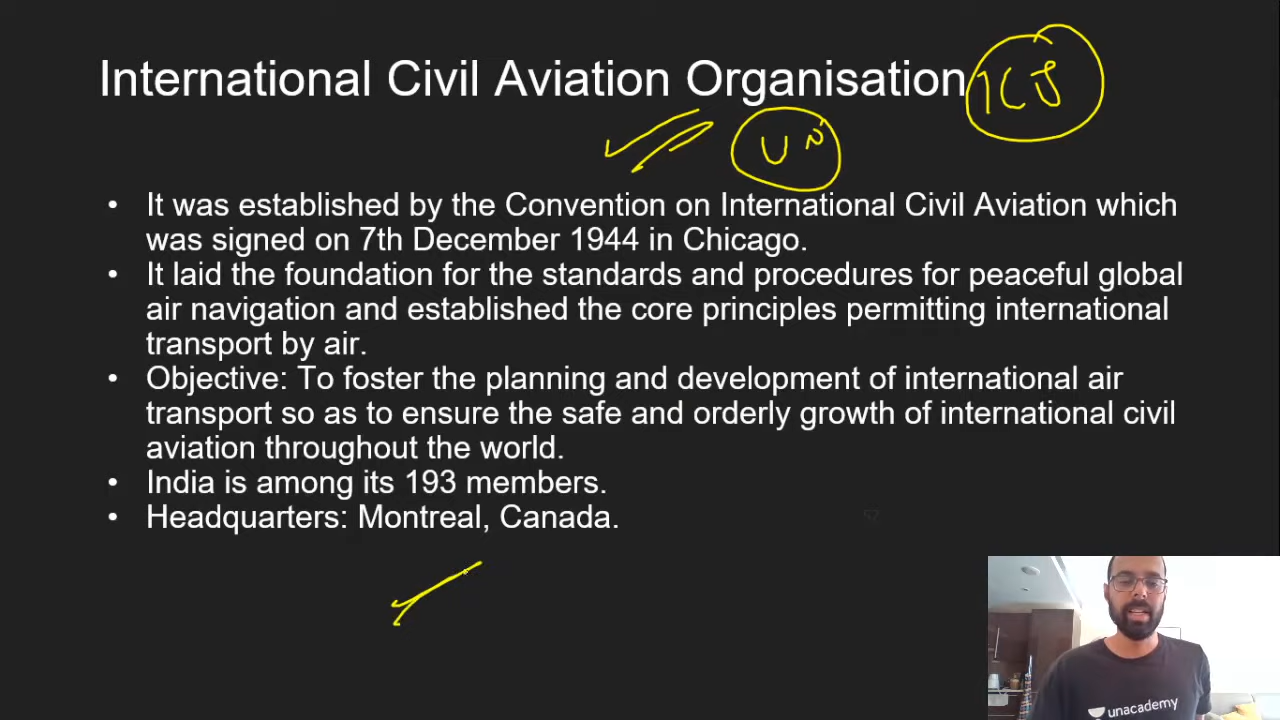 International Civil Aviation Organisation
ICJ
UN
• It was established by the Convention on International Civil Aviation which
was signed on 7th December 1944 in Chicago.
• It laid the foundation for the standards and procedures for peaceful global
air navigation and established the core principles permitting international
transport by air.
• Objective: To foster the planning and development of international air
transport so as to ensure the safe and orderly growth of international civil
aviation throughout the world.
• India is among its 193 members.
• Headquarters: Montreal, Canada.
unacademy